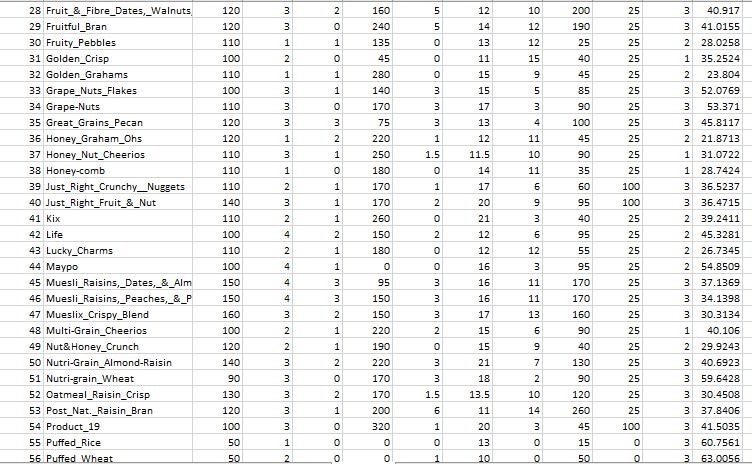 28 Fruit_&_Fibre_Dates,_Walnuts, 120 3 2 160 5 12 10 200 25 3 40.917
29 Fruitful_Bran 120 3 0 240 5 14 12 190 25 3 41.0155
30 Fruity_Pebbles 110 1 1 135 0 13 12 25 25 2 28.0258
31 Golden_Crisp 100 2 0 45 0 11 15 40 25 1 35.2524
32 Golden_Grahams 110 1 1 280 0 15 9 45 25 2 23.804
33 Grape_Nuts_Flakes 100 3 1 140 3 15 5 85 25 3 52.0769
34 Grape-Nuts 110 3 0 170 3 17 3 90 25 3 53.371
35 Great_Grains_Pecan 120 3 3 75 3 13 4 100 25 3 45.8117
36 Honey_Graham_Ohs 120 1 2 220 1 12 11 45 25 2 21.8713
37 Honey_Nut_Cheerios 110 3 1 250 1.5 11.5 10 90 25 1 31.0722
38 Honey-comb 110 1 0 180 0 14 11 35 25 1 28.7424
39 Just_Right_Crunchy__Nuggets 110 2 1 170 1 17 6 60 100 3 36.5237
40 Just_Right_Fruit_&_Nut 140 3 1 170 2 20 9 95 100 3 36.4715
41 Kix 110 2 1 260 0 21 3 40 25 2 39.2411
42 Life 100 4 2 150 2 12 6 95 25 2 45.3281
43 Lucky_Charms 110 2 1 180 0 12 12 55 25 2 26.7345
44 Maypo 100 4 1 0 0 16 3 95 25 2 54.8509
45 Muesli_Raisins,_Dates,_&_Alm 150 4 3 95 3 16 11 170 25 3 37.1369
46 Muesli_Raisins,_Peaches,_&_P 150 4 3 150 3 16 11 170 25 3 34.1398
47 Mueslix_Crispy_Blend 160 3 2 150 3 17 13 160 25 3 30.3134
48 Multi-Grain_Cheerios 100 2 1 220 2 15 6 90 25 1 40.106
49 Nut&Honey_Crunch 120 2 1 190 0 15 9 40 25 2 29.9243
50 Nutri-Grain_Almond-Raisin 140 3 2 220 3 21 7 130 25 3 40.6923
51 Nutri-grain_Wheat 90 3 0 170 3 18 2 90 25 3 59.6428
52 Oatmeal_Raisin_Crisp 130 3 2 170 1.5 13.5 10 120 25 3 30.4508
53 Post_Nat._Raisin_Bran 120 3 1 200 6 11 14 260 25 3 37.8406
54 Product_19 100 3 0 320 1 20 3 45 100 3 41.5035
55 Puffed_Rice 50 1 0 0 0 13 0 15 0 3 60.7561
56 Puffed_Wheat 50 2 0 0 1 10 0 50 0 3 63.0056